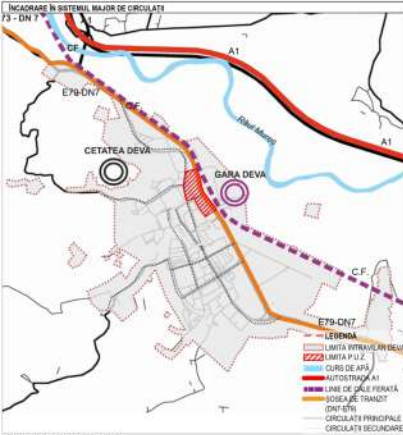 ÎNCADRARE ÎN SISTEMUL MAJOR DE CIRCULAȚII
73 - DN 7
A1
CF
A1
E79-DN7
C.F.
Râul Mureș
A1
CETATEA DEVA
GARA DEVA
C.F.
E79-DN7
LEGENDĂ
LIMITA INTRAVILAN DEVA
LIMITA P.U.Z.
CURS DE APĂ
AUTOSTRADA A1
LINIE DE CALE FERATĂ
ȘOSEA DE TRANZIT
(DN7-E79)
CIRCULAȚII PRINCIPALE
CIRCULAȚII SECUNDARE